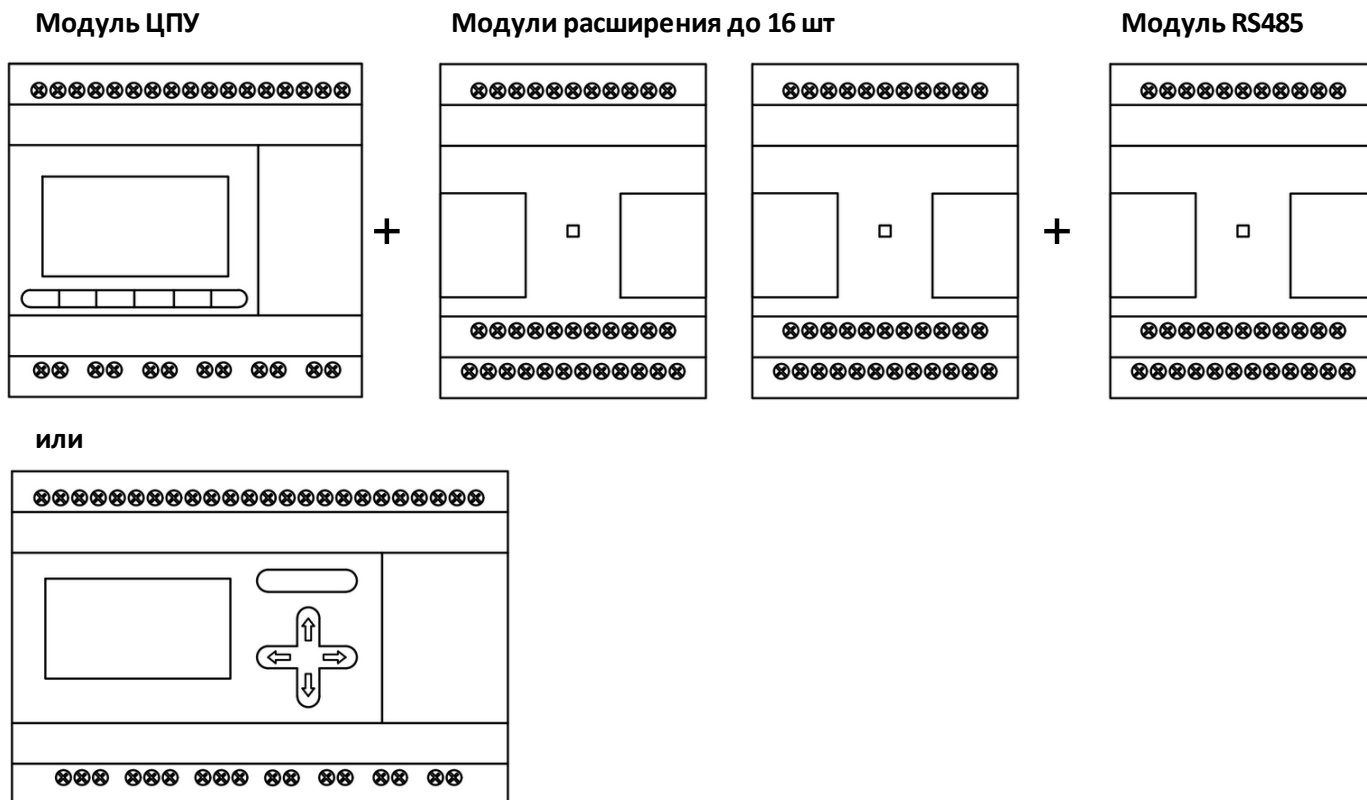 Модуль ЦПУ
Модули расширения до 16 шт
Модуль RS485
+
+
или